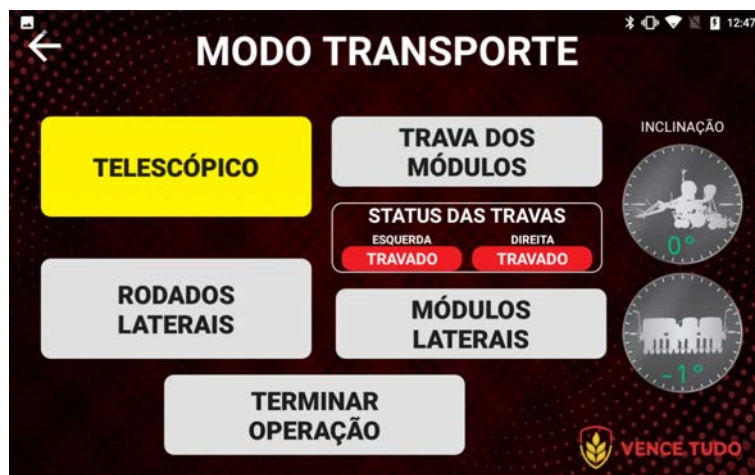 12:47
MODO TRANSPORTE
TELESCÓPICO
TRAVA DOS
MÓDULOS
INCLINAÇÃO
STATUS DAS TRAVAS
ESQUERDA DIREITA
TRAVADO TRAVADO
0°
RODADOS
LATERAIS
MÓDULOS
LATERAIS
-1°
TERMINAR
OPERAÇÃO
VENCE TUDO